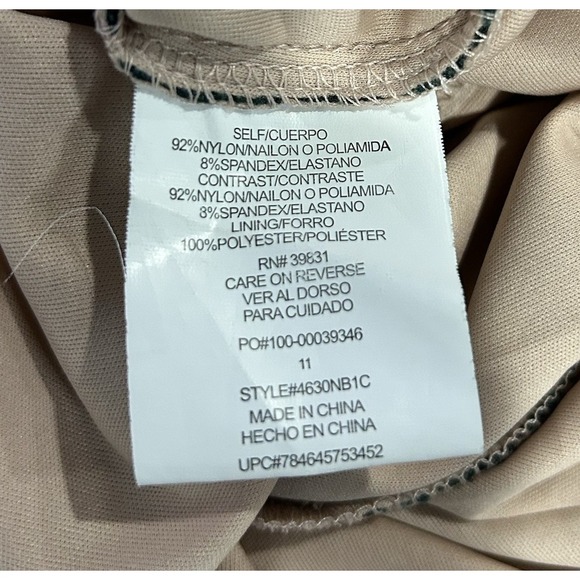 SELF/CUERPO
92%NYLON/NAILON O POLIAMIDA
8%SPANDEX/ELASTANO
CONTRAST/CONTRASTE
92%NYLON/NAILON O POLIAMIDA
8%SPANDEX/ELASTANO
LINING/FORRO
100%POLYESTER/POLIÉSTER
RN# 39831
CARE ON REVERSE
VER AL DORSO
PARA CUIDADO
PO#100-00039346
11
STYLE#4630NB1C
MADE IN CHINA
HECHO EN CHINA
UPC#784645753452